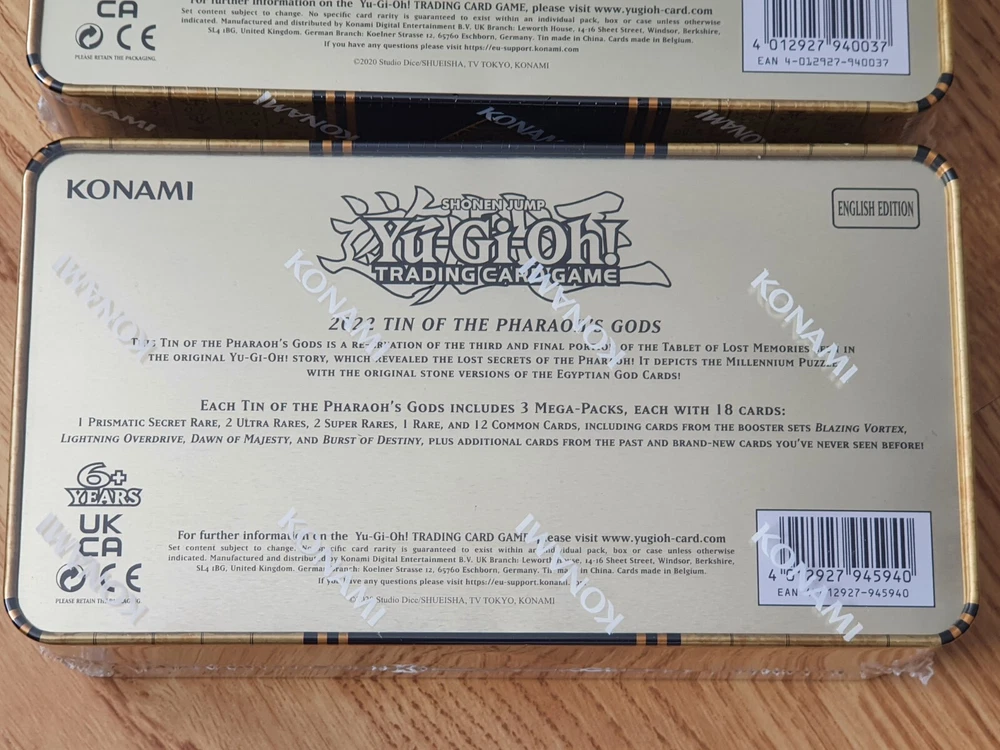 For further information on the Yu-Gi-Oh! TRADING CARD GAME, please visit www.yugioh-card.com
Set content subject to change. No specific card rarity is guaranteed to exist within an individual pack, box or case unless otherwise
indicated. Manufactured and distributed by Konami Digital Entertainment B.V. UK Branch: Leworth House, 14-16 Sheet Street, Windsor, Berkshire,
SL4 1BG, United Kingdom. German Branch: Koelner Strasse 12, 65760 Eschborn, Germany. Tin made in China. Cards made in Belgium.
If you have any questions please visit https://eu-support.konami.com
©2020 Studio Dice/SHUEISHA, TV TOKYO, KONAMI
CA
CE
PLEASE RETAIN THE PACKAGING.
4 012927 940037
EAN 4-012927-940037
KONAMI KONAMI KONAMI KONAMI
KONAMI
SHONEN JUMP
Yu-Gi-Oh!
TRADING CARD GAME
ENGLISH EDITION
KONAMI KONAMI KONAMI KONAMI
2022 TIN OF THE PHARAOH'S GODS
TIN OF THE PHARAOH'S GODS IS A RE-CREATION OF THE THIRD AND FINAL PORTION OF THE TABLET OF LOST MEMORIES IN
THE ORIGINAL YU-GI-OH! STORY, WHICH REVEALED THE LOST SECRETS OF THE PHARAOH! IT DEPICTS THE MILLENNIUM PUZZLE
WITH THE ORIGINAL STONE VERSIONS OF THE EGYPTIAN GOD CARDS!
EACH TIN OF THE PHARAOH'S GODS INCLUDES 3 MEGA-PACKS, EACH WITH 18 CARDS:
1 PRISMATIC SECRET RARE, 2 ULTRA RARES, 2 SUPER RARES, 1 RARE, AND 12 COMMON CARDS, INCLUDING CARDS FROM THE BOOSTER SETS BLAZING VORTEX,
LIGHTNING OVERDRIVE, DAWN OF MAJESTY, AND BURST OF DESTINY, PLUS ADDITIONAL CARDS FROM THE PAST AND BRAND-NEW CARDS YOU'VE NEVER SEEN BEFORE!
6+
YEARS
UK
CA
CE
PLEASE RETAIN THE PACKAGING
For further information on the Yu-Gi-Oh! TRADING CARD GAME, please visit www.yugioh-card.com
Set content subject to change. No specific card rarity is guaranteed to exist within an individual pack, box or case unless otherwise
indicated. Manufactured and distributed by Konami Digital Entertainment B.V. UK Branch: Leworth House, 14-16 Sheet Street, Windsor, Berkshire,
SL4 1BG, United Kingdom. German Branch: Koelner Strasse 12, 65760 Eschborn, Germany. Tin made in China. Cards made in Belgium.
If you have any questions please visit https://eu-support.konami.
Studio Dice/SHUEISHA, TV TOKYO, KONAMI
KONAMI KONAMI KONAMI KONAMI
4 012927 945940
EAN 12927-945940